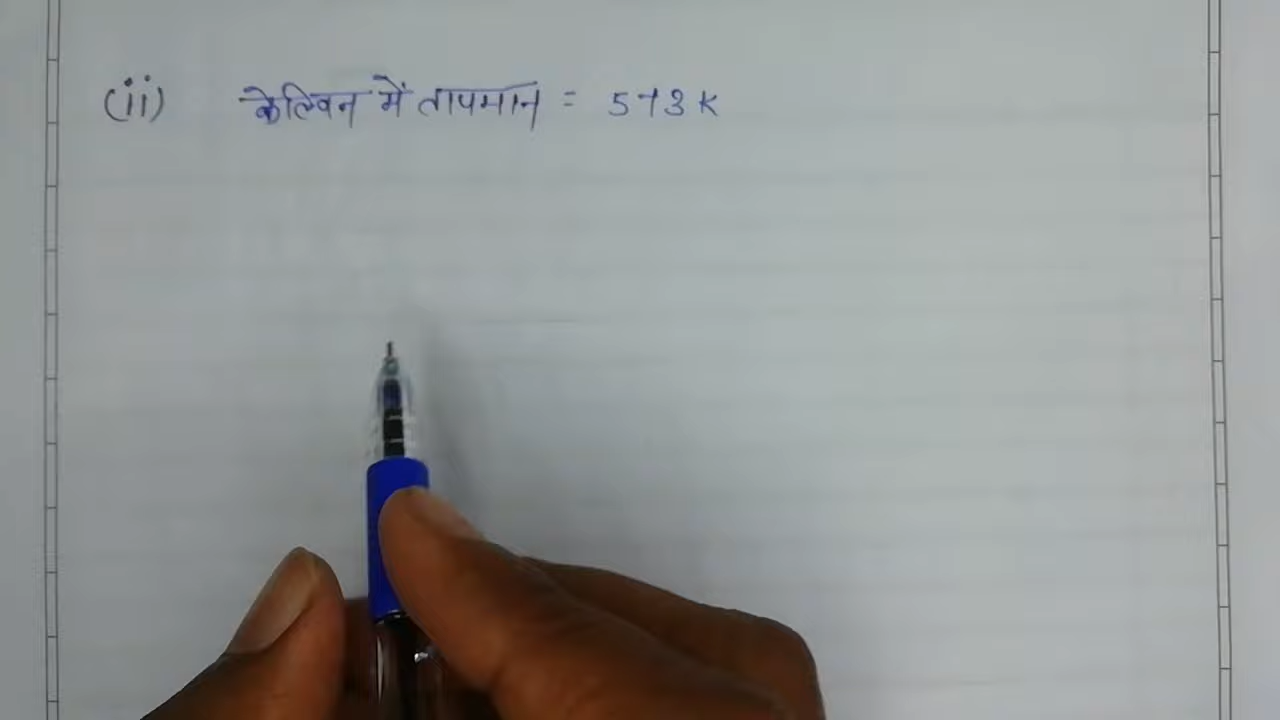 (ii) केल्विन में तापमान = 573 K